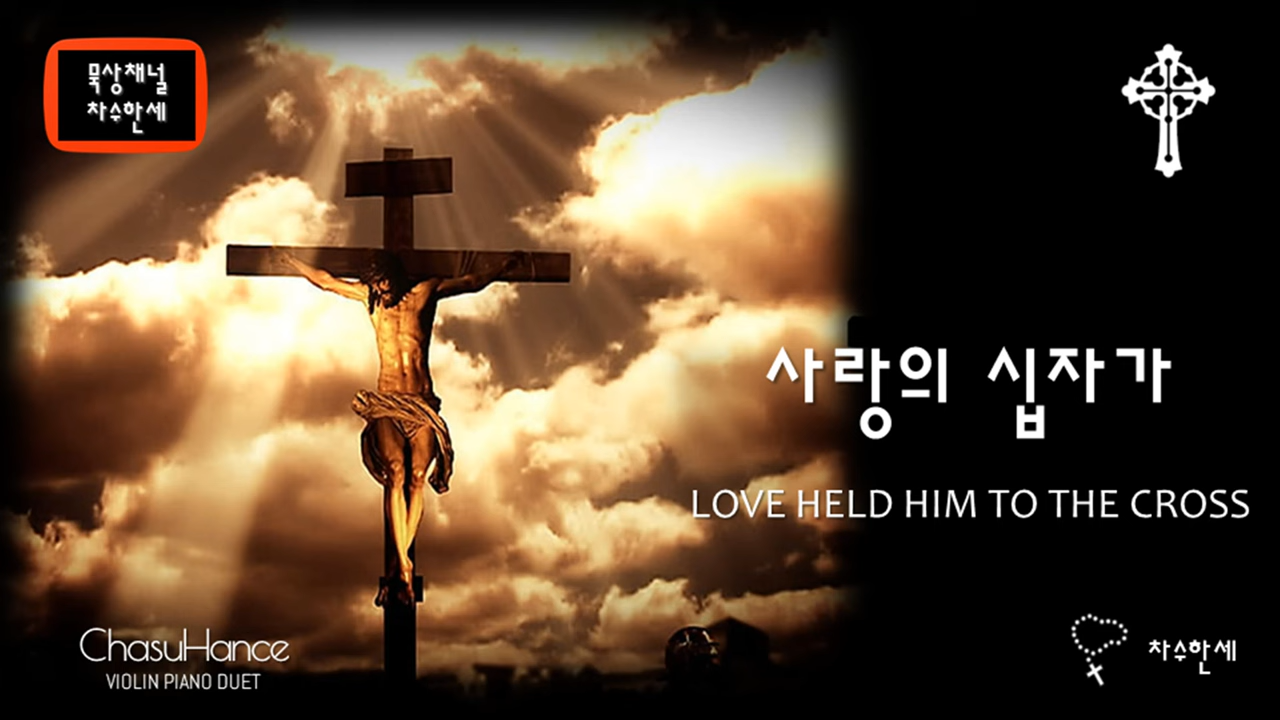 묵상채널
차수한세
사랑의 십자가
LOVE HELD HIM TO THE CROSS
ChasuHance
VIOLIN PIANO DUET
차수한세